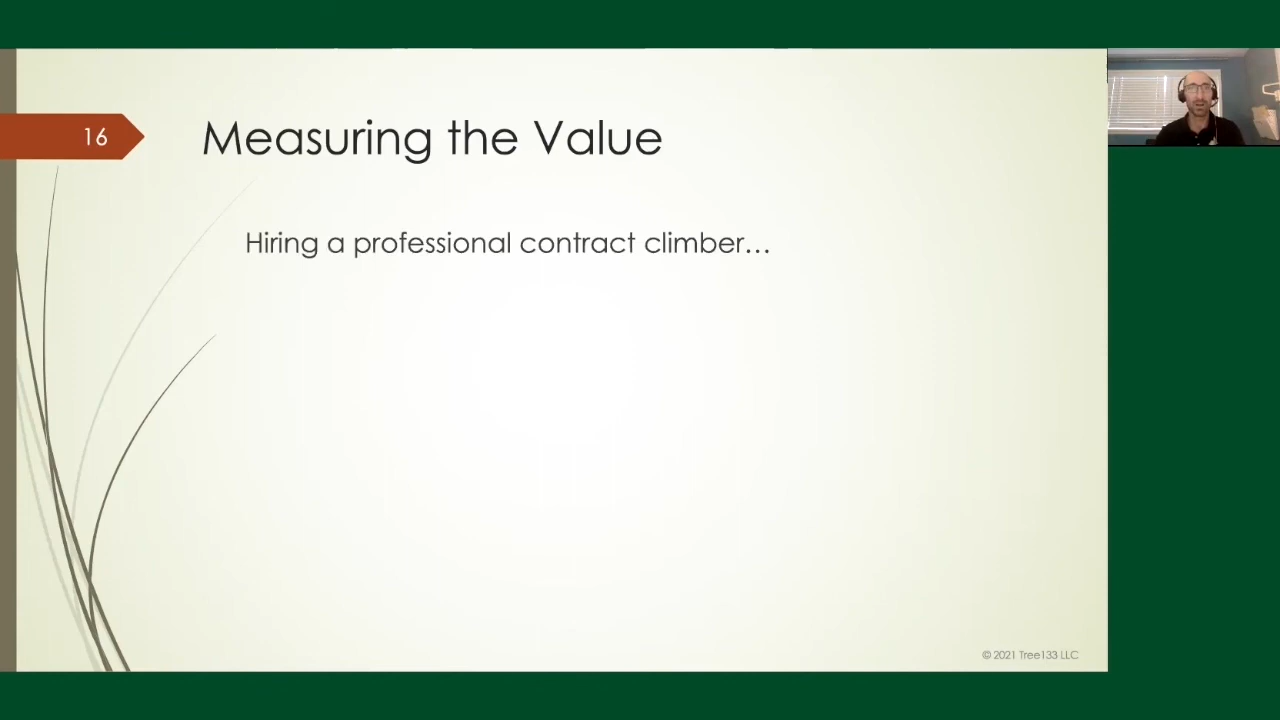 16
Measuring the Value
Hiring a professional contract climber…
© 2021 Tree133 LLC